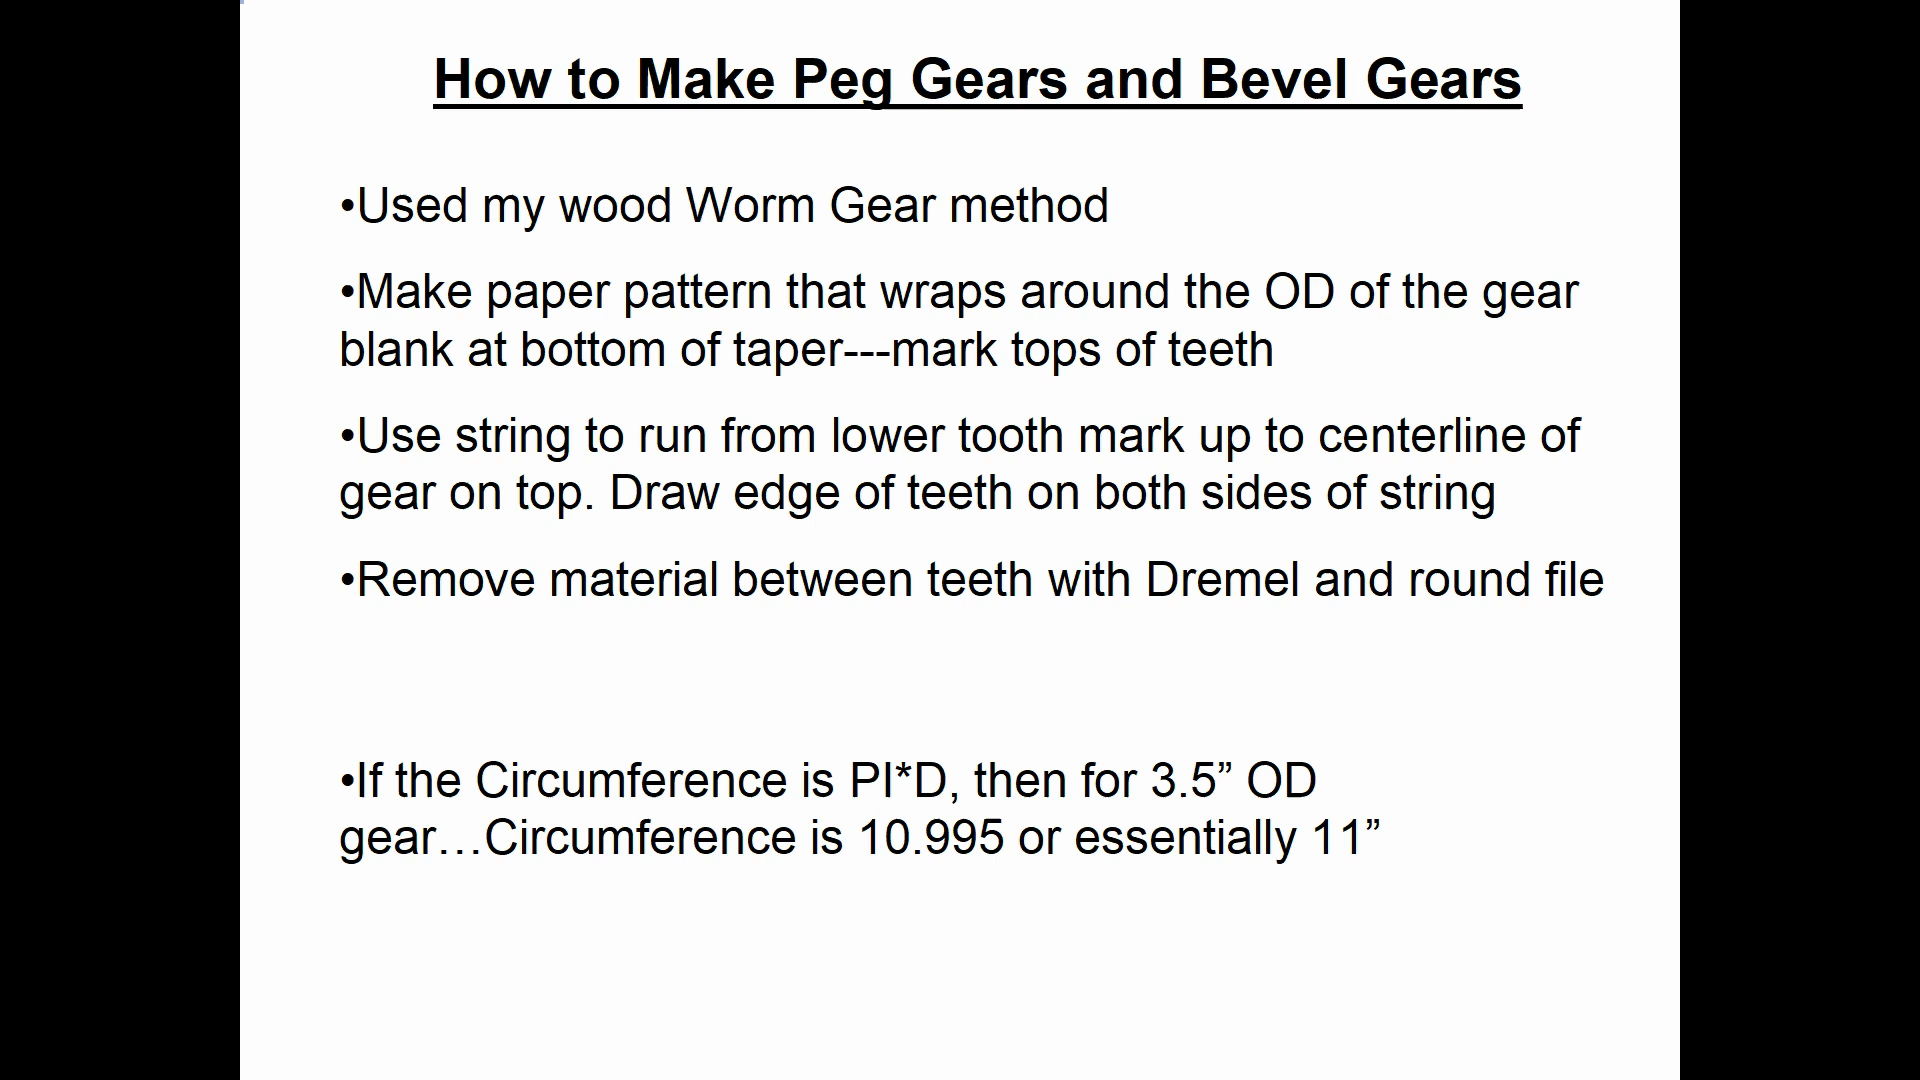 How to Make Peg Gears and Bevel Gears
•Used my wood Worm Gear method
•Make paper pattern that wraps around the OD of the gear
blank at bottom of taper---mark tops of teeth
•Use string to run from lower tooth mark up to centerline of
gear on top. Draw edge of teeth on both sides of string
•Remove material between teeth with Dremel and round file
•If the Circumference is PI*D, then for 3.5” OD
gear…Circumference is 10.995 or essentially 11”